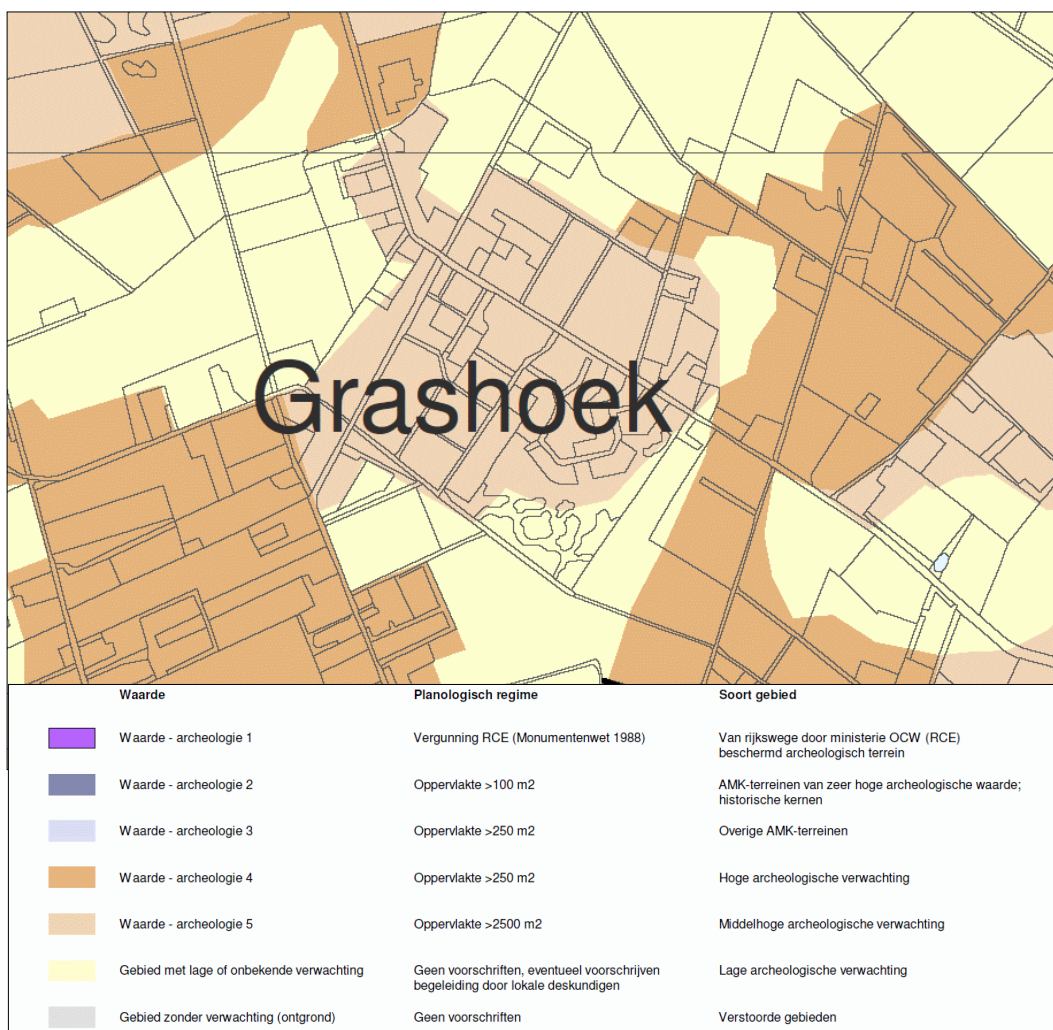 Grashoek
Waarde Planologisch regime Soort gebied
Waarde - archeologie 1 Vergunning RCE (Monumentenwet 1988) Van rijkswege door ministerie OCW (RCE)
beschermd archeologisch terrein
Waarde - archeologie 2 Oppervlakte >100 m2 AMK-terreinen van zeer hoge archeologische waarde;
historische kernen
Waarde - archeologie 3 Oppervlakte >250 m2 Overige AMK-terreinen
Waarde - archeologie 4 Oppervlakte >250 m2 Hoge archeologische verwachting
Waarde - archeologie 5 Oppervlakte >2500 m2 Middelhoge archeologische verwachting
Gebied met lage of onbekende verwachting Geen voorschriften, eventueel voorschrijven Lage archeologische verwachting
begeleiding door lokale deskundigen
Gebied zonder verwachting (ontgrond) Geen voorschriften Verstoorde gebieden